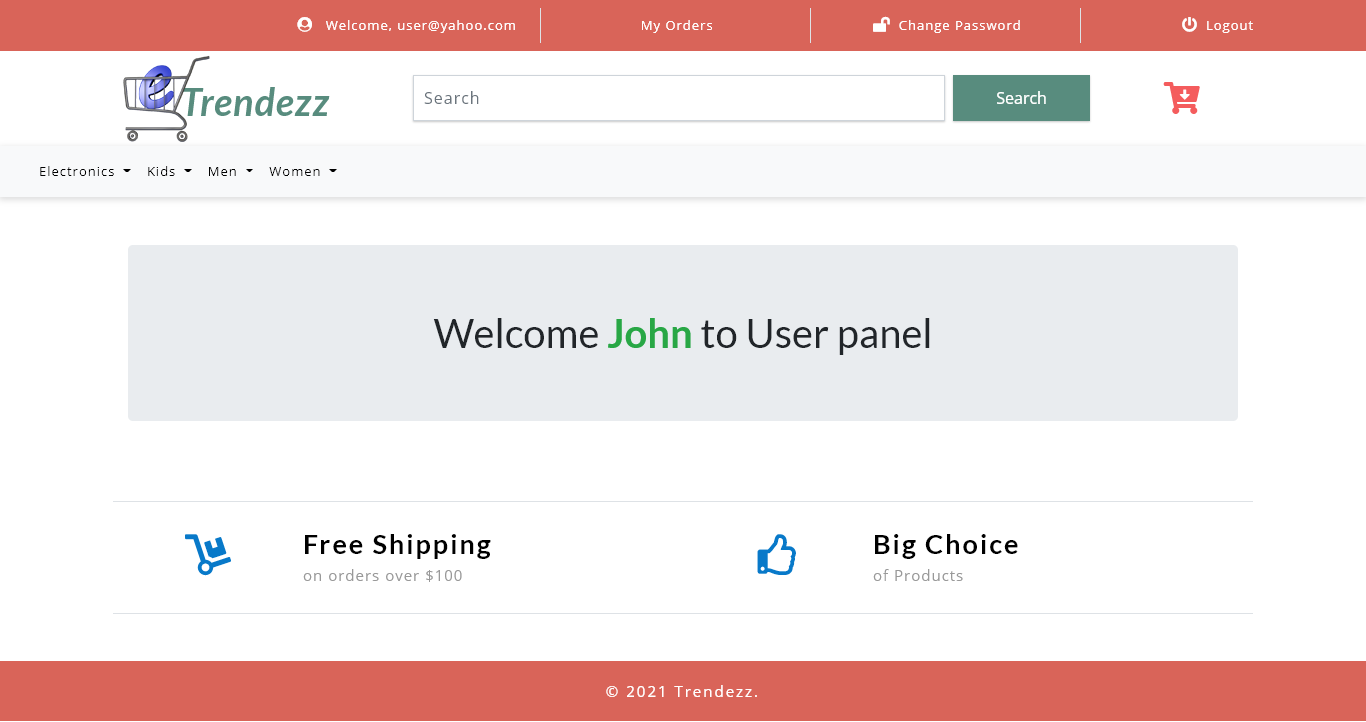 Welcome, user@yahoo.com My Orders Change Password Logout
e Trendezz Search Search
Electronics Kids Men Women
Welcome John to User panel
Free Shipping Big Choice
on orders over $100 of Products
© 2021 Trendezz.